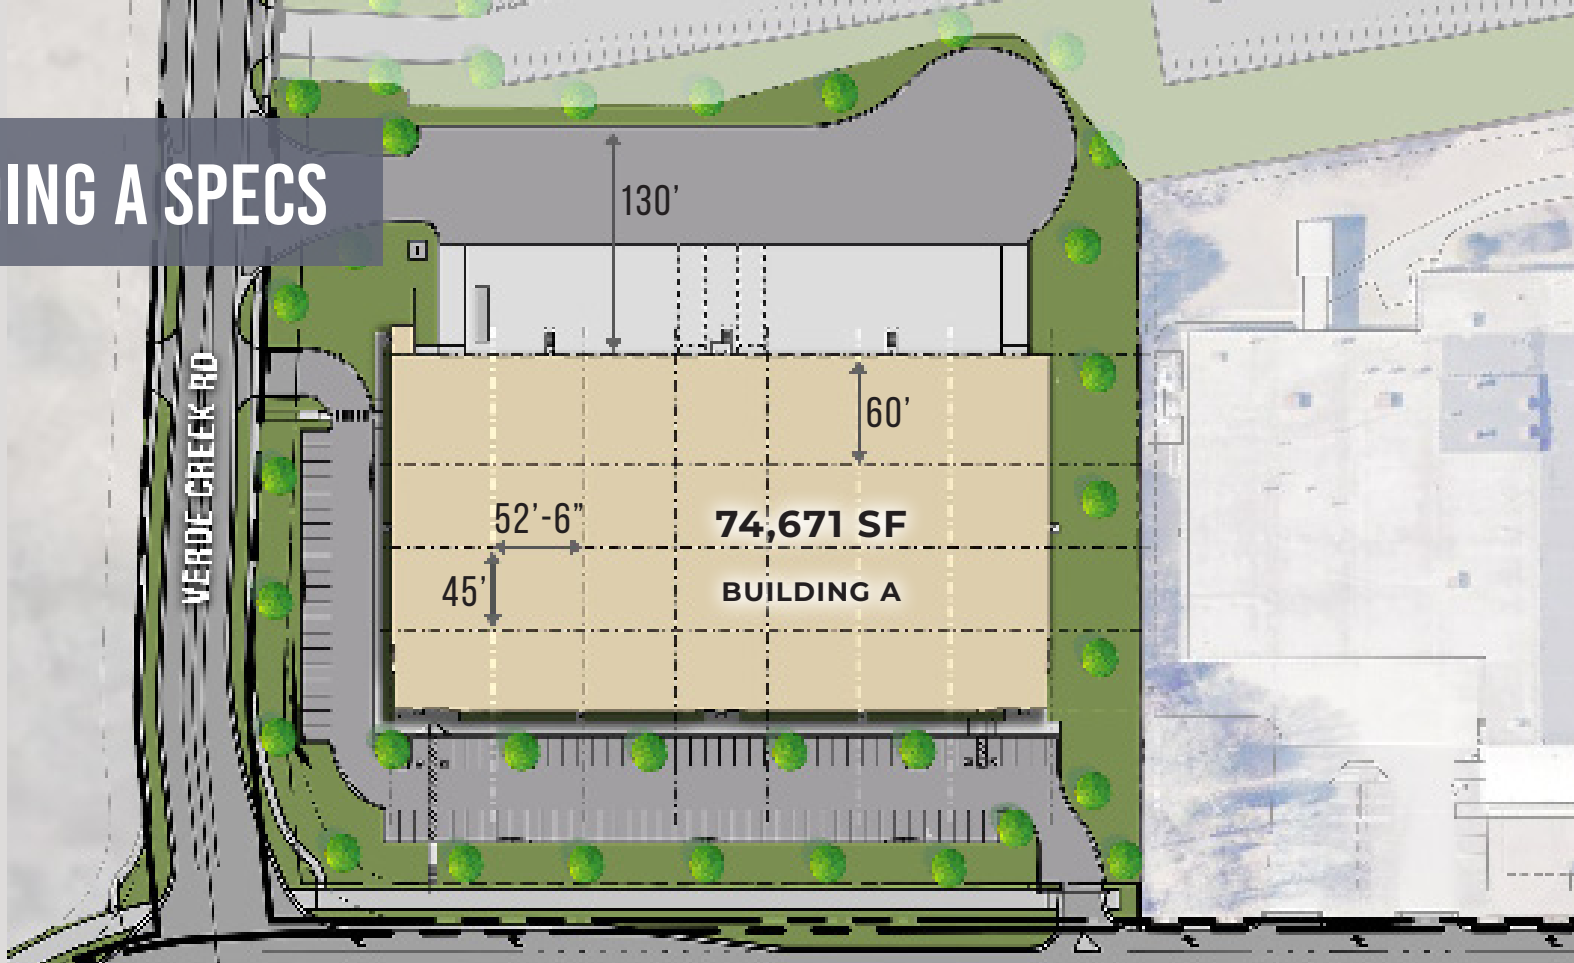 ING A SPECS
130’
60’
52’-6”
74,671 SF
45’
BUILDING A
VERDE CREEK RD